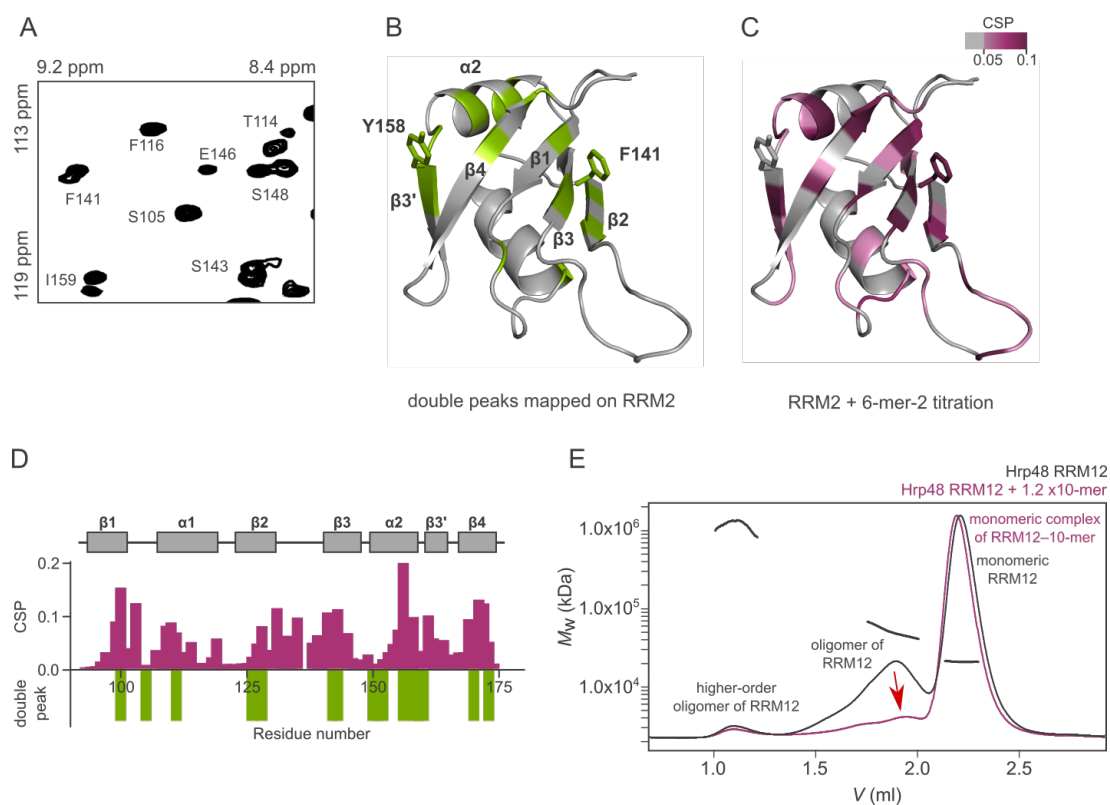 A
9.2 ppm
8.4 ppm
113 ppm
119 ppm
T114
F116
E146
F141
S148
S105
S143
I159
B
α2
Y158
β4
β1
F141
β3'
β3
β2
double peaks mapped on RRM2
C
CSP
0.05
0.1
RRM2 + 6-mer-2 titration
D
β1
α1
β2
β3
α2
β3'
β4
CSP
0.2
0.1
0.0
double
peak
100
125
150
175
Residue number
E
Hrp48 RRM12
Hrp48 RRM12 + 1.2 x10-mer
monomeric complex
of RRM12–10-mer
monomeric
RRM12
oligomer of
RRM12
higher-order
oligomer of RRM12
Mw (kDa)
1.0x10⁶
1.0x10⁵
1.0x10⁴
1.0
1.5
2.0
2.5
V (ml)